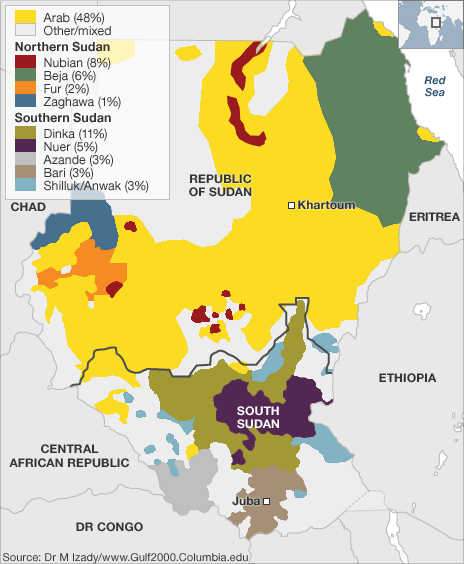 Arab (48%)
Other/mixed
Northern Sudan
Nubian (8%)
Beja (6%)
Fur (2%)
Zaghawa (1%)
Southern Sudan
Dinka (11%)
Nuer (5%)
Azande (3%)
Bari (3%)
Shilluk/Anwak (3%)
Red
Sea
REPUBLIC
OF SUDAN
CHAD
Khartoum
ERITREA
ETHIOPIA
SOUTH
SUDAN
CENTRAL
AFRICAN REPUBLIC
Juba
DR CONGO
Source: Dr M Izady/www.Gulf2000.Columbia.edu